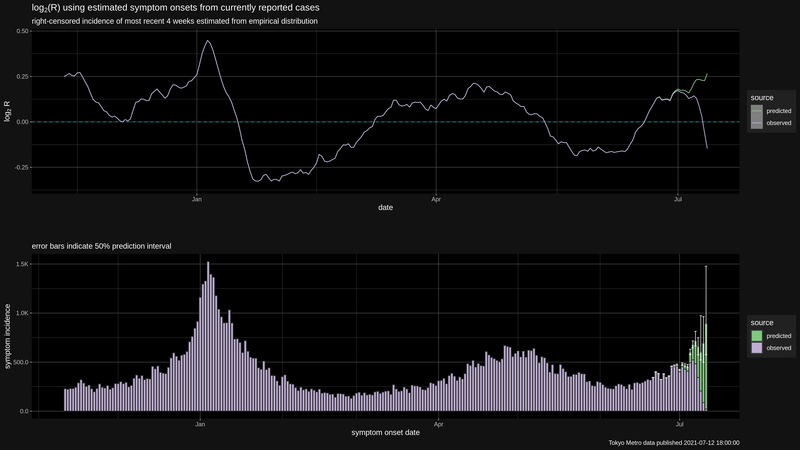 log₂(R) using estimated symptom onsets from currently reported cases
right-censored incidence of most recent 4 weeks estimated from empirical distribution
0.50
0.25
0.00
-0.25
log₂ R
Jan
Apr
Jul
date
source
predicted
observed
error bars indicate 50% prediction interval
1.5K
1.0K
500.0
0.0
symptom incidence
Jan
Apr
Jul
symptom onset date
source
predicted
observed
Tokyo Metro data published 2021-07-12 18:00:00